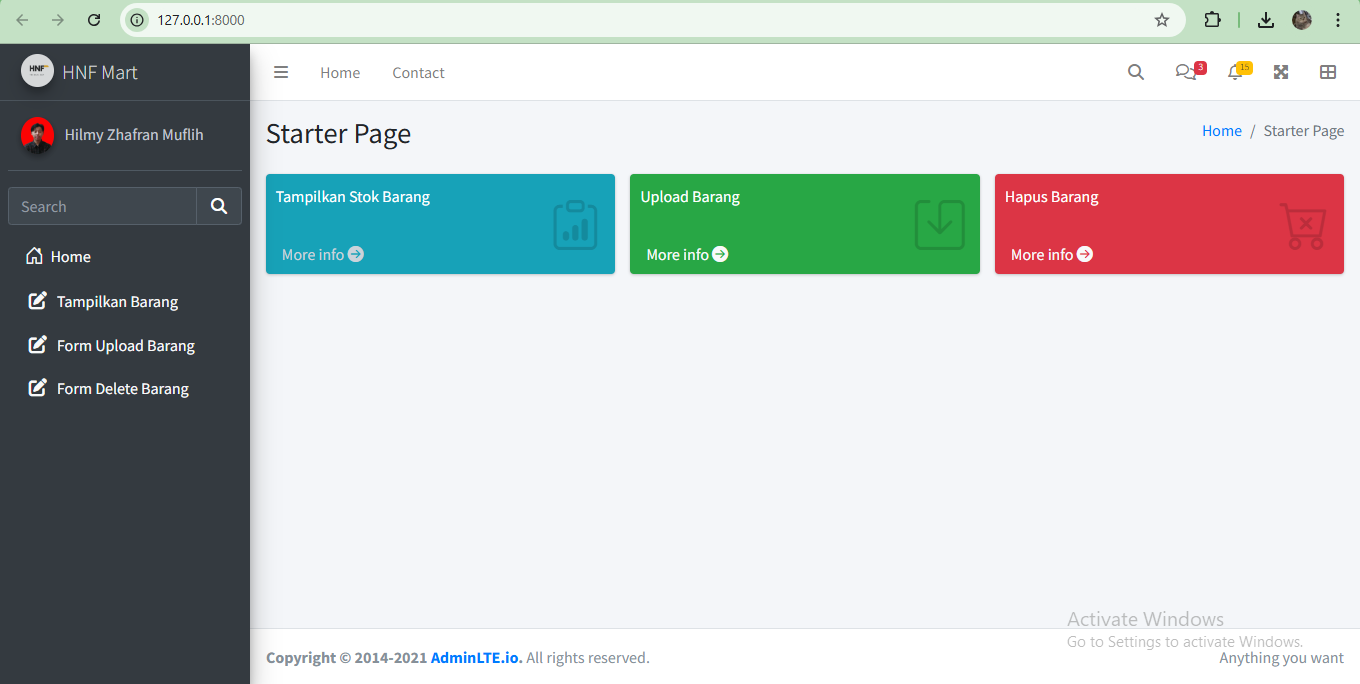 127.0.0.1:8000
HNF
HNF Mart
Home
Contact
3
15
Hilmy Zhafran Muflih
Search
Home
Tampilkan Barang
Form Upload Barang
Form Delete Barang
Starter Page
Home / Starter Page
Tampilkan Stok Barang
More info
Upload Barang
More info
Hapus Barang
More info
Activate Windows
Go to Settings to activate Windows.
Copyright © 2014-2021 AdminLTE.io. All rights reserved.
Anything you want